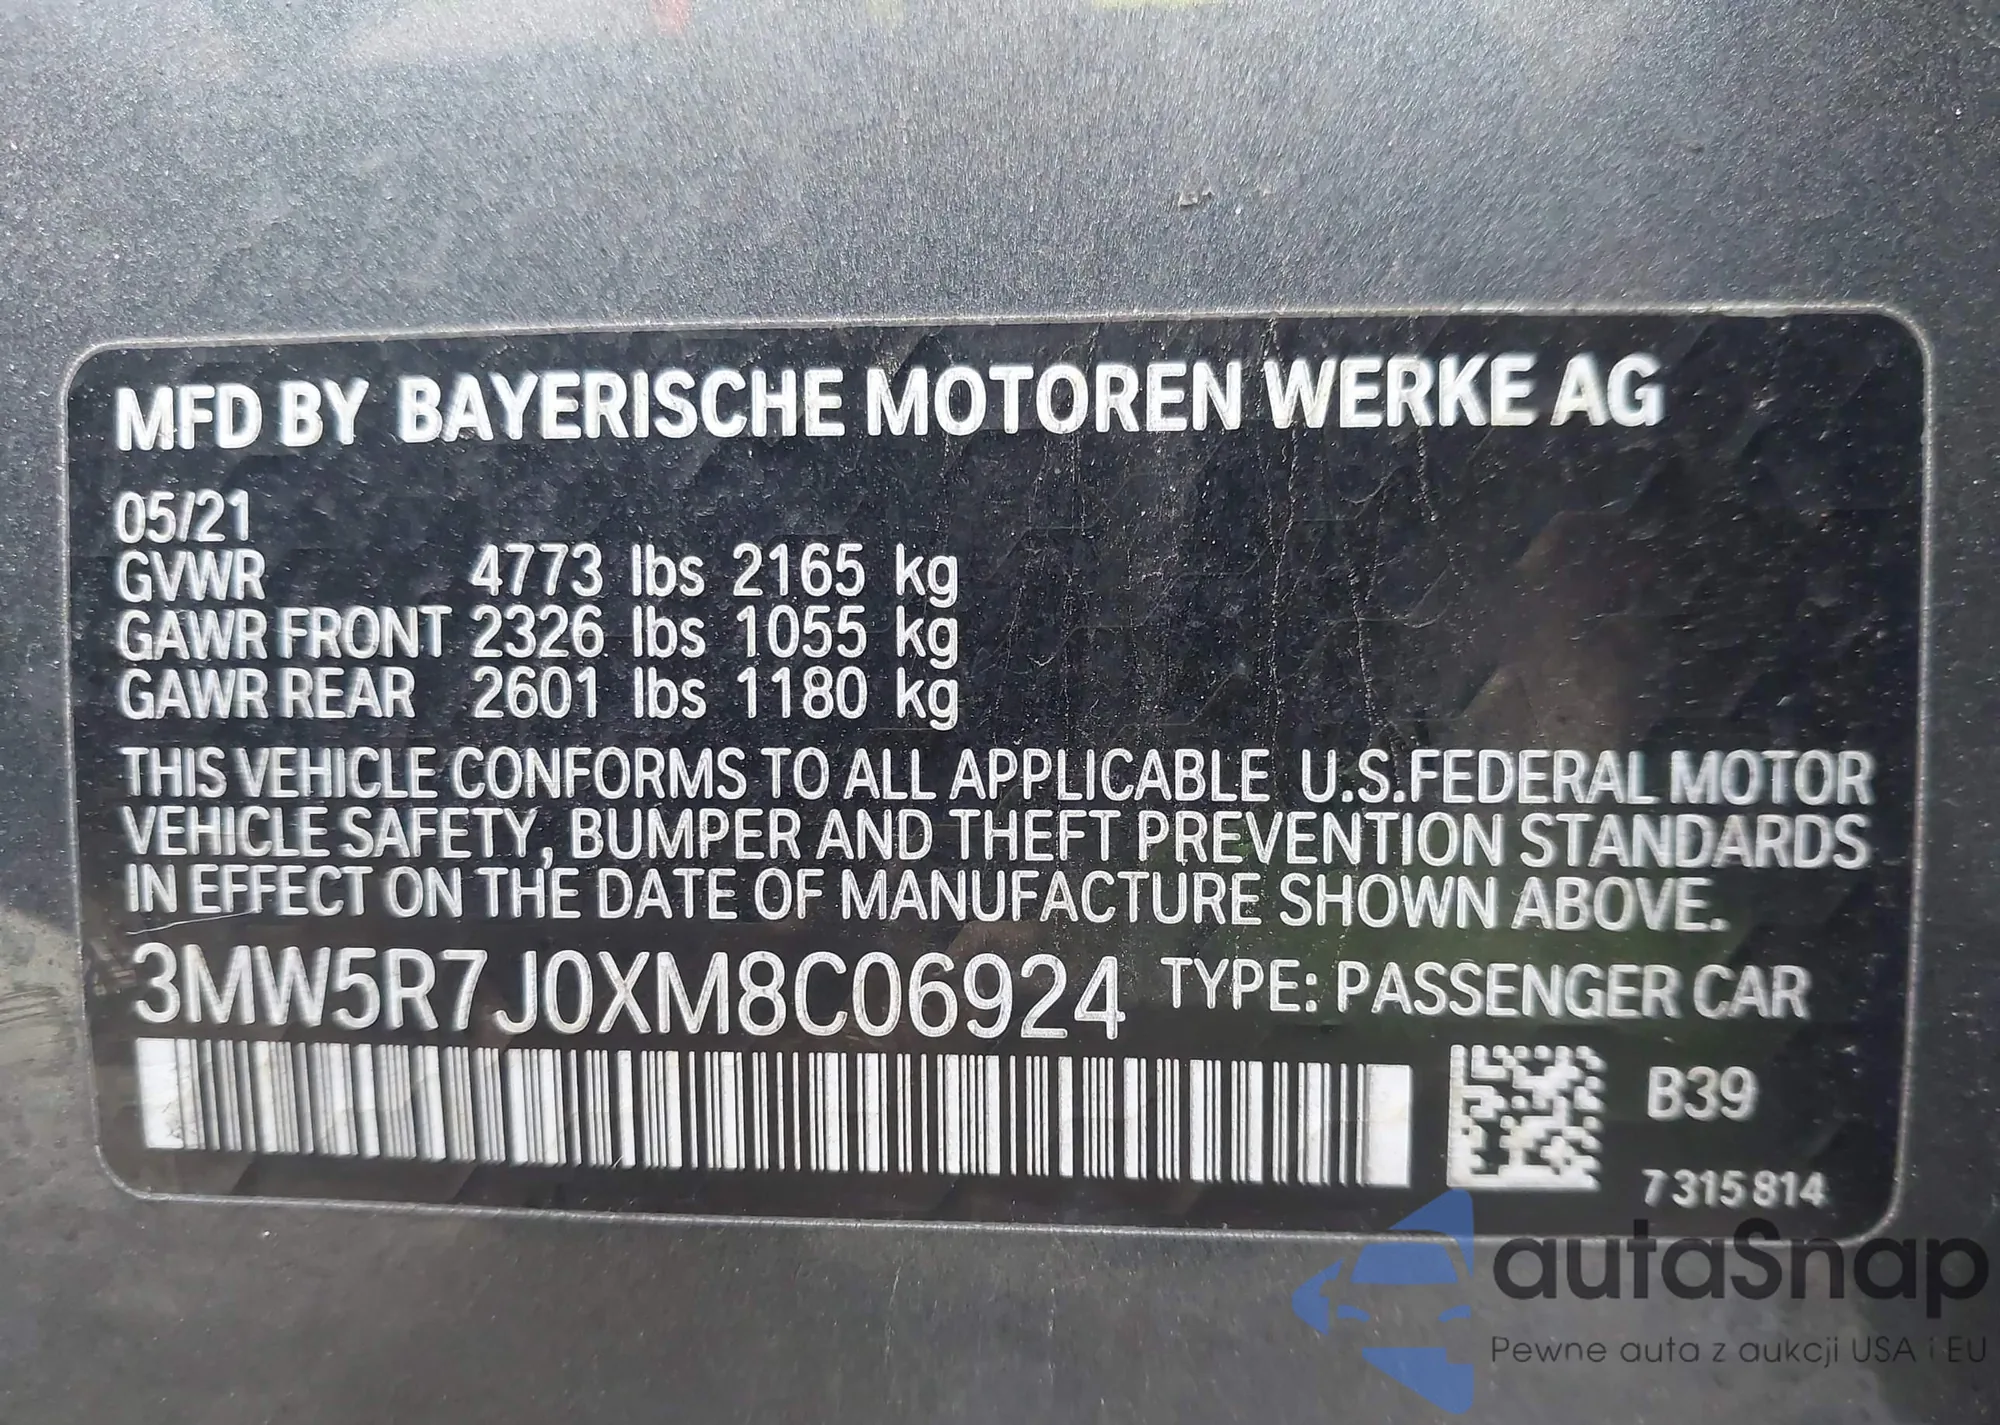 MFD BY BAYERISCHE MOTOREN WERKE AG
05/21
GVWR 4773 lbs 2165 kg
GAWR FRONT 2326 lbs 1055 kg
GAWR REAR 2601 lbs 1180 kg
THIS VEHICLE CONFORMS TO ALL APPLICABLE U.S.FEDERAL MOTOR
VEHICLE SAFETY, BUMPER AND THEFT PREVENTION STANDARDS
IN EFFECT ON THE DATE OF MANUFACTURE SHOWN ABOVE.
3MW5R7J0XM8C06924 TYPE: PASSENGER CAR
B39
7315814
autaSnap
Pewne auta z aukcji USA i EU